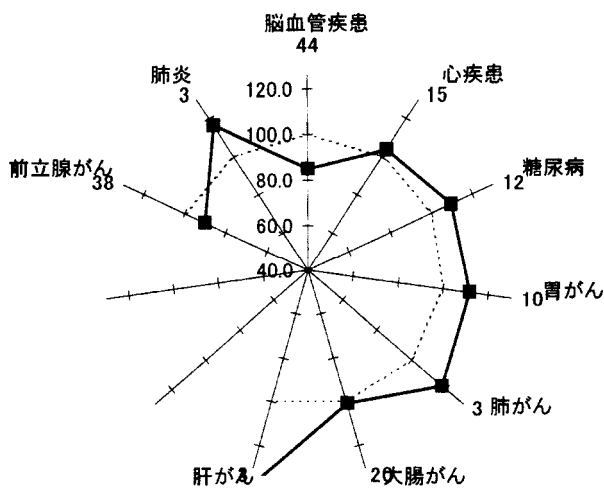 脳血管疾患
44
心疾患
15
糖尿病
12
胃がん
10
肺がん
3
大腸がん
20
肝がん
前立腺がん
38
肺炎
3
120.0
100.0
80.0
60.0
40.0